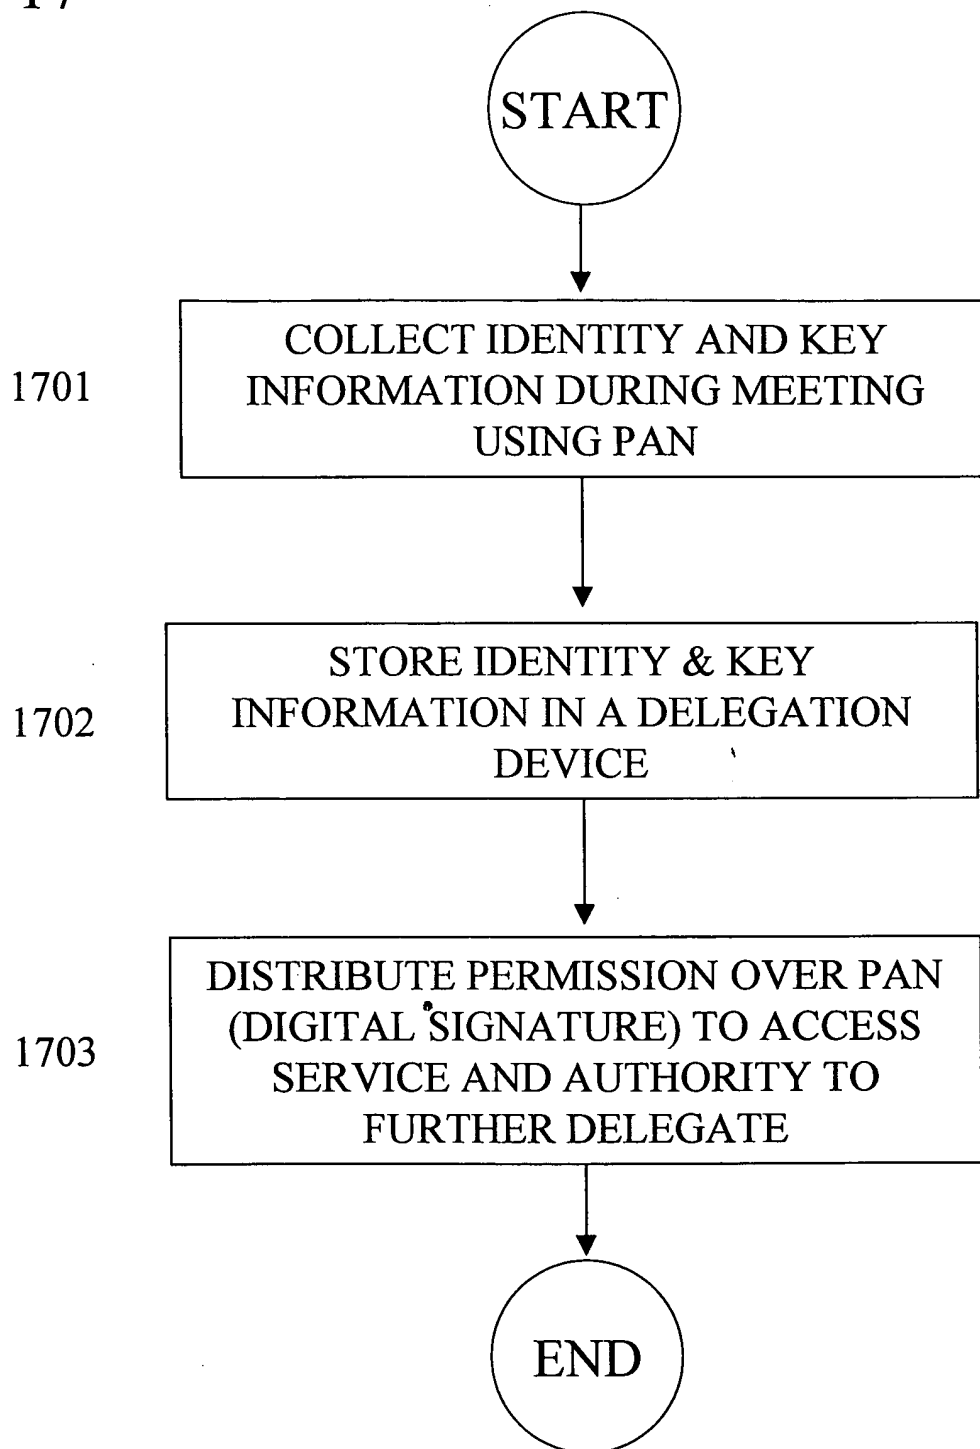 START
1701
COLLECT IDENTITY AND KEY
INFORMATION DURING MEETING
USING PAN
1702
STORE IDENTITY & KEY
INFORMATION IN A DELEGATION
DEVICE
1703
DISTRIBUTE PERMISSION OVER PAN
(DIGITAL SIGNATURE) TO ACCESS
SERVICE AND AUTHORITY TO
FURTHER DELEGATE
END